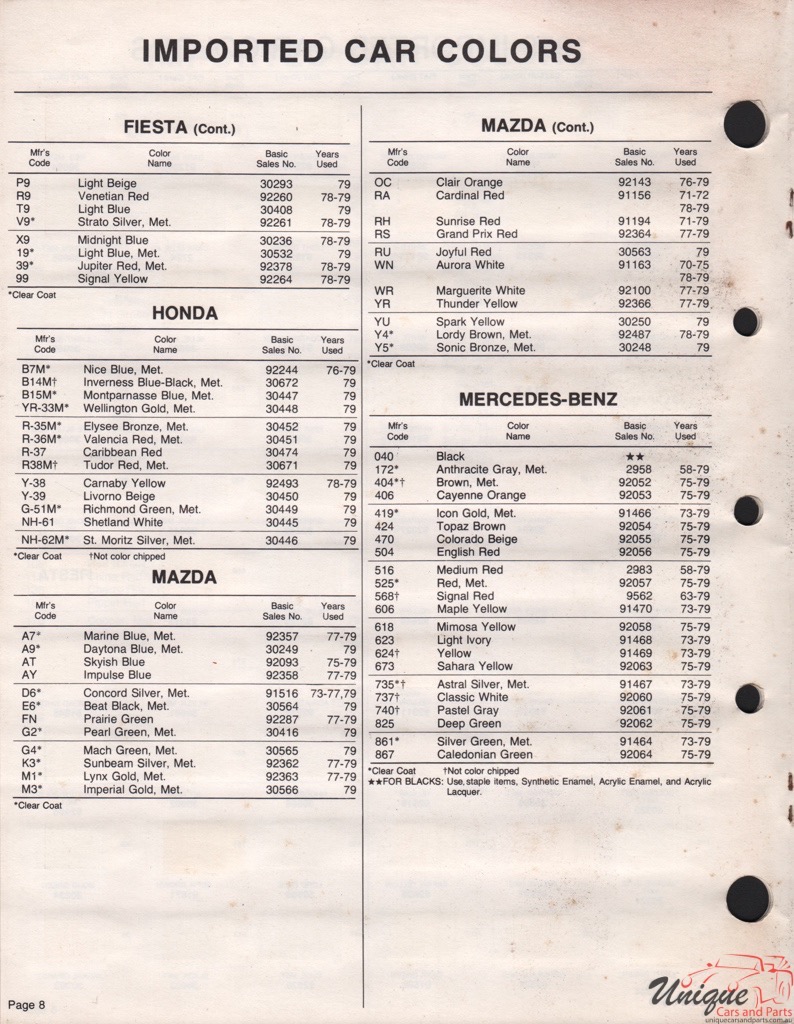 IMPORTED CAR COLORS
FIESTA (Cont.)
Mfr's Code Color Name Basic Sales No. Years Used
P9 Light Beige 30293 79
R9 Venetian Red 92260 78-79
T9 Light Blue 30408 79
V9* Strato Silver, Met. 92261 78-79
X9 Midnight Blue 30236 78-79
19* Light Blue, Met. 30532 79
39* Jupiter Red, Met. 92378 78-79
99 Signal Yellow 92264 78-79
*Clear Coat
HONDA
Mfr's Code Color Name Basic Sales No. Years Used
B7M* Nice Blue, Met. 92244 76-79
B14M† Inverness Blue-Black, Met. 30672 79
B15M* Montparnasse Blue, Met. 30447 79
YR-33M* Wellington Gold, Met. 30448 79
R-35M* Elysee Bronze, Met. 30452 79
R-36M* Valencia Red, Met. 30451 79
R-37 Caribbean Red 30474 79
R38M† Tudor Red, Met. 30671 79
Y-38 Carnaby Yellow 92493 78-79
Y-39 Livorno Beige 30450 79
G-51M* Richmond Green, Met. 30449 79
NH-61 Shetland White 30445 79
NH-62M* St. Moritz Silver, Met. 30446 79
*Clear Coat †Not color chipped
MAZDA
Mfr's Code Color Name Basic Sales No. Years Used
A7* Marine Blue, Met. 92357 77-79
A9* Daytona Blue, Met. 30249 79
AT Skyish Blue 92093 75-79
AY Impulse Blue 92358 77-79
D6* Concord Silver, Met. 91516 73-77,79
E6* Beat Black, Met. 30564 79
FN Prairie Green 92287 77-79
G2* Pearl Green, Met. 30416 79
G4* Mach Green, Met. 30565 79
K3* Sunbeam Silver, Met. 92362 77-79
M1* Lynx Gold, Met. 92363 77-79
M3* Imperial Gold, Met. 30566 79
*Clear Coat
MAZDA (Cont.)
Mfr's Code Color Name Basic Sales No. Years Used
OC Clair Orange 92143 76-79
RA Cardinal Red 91156 71-72
78-79
RH Sunrise Red 91194 71-79
RS Grand Prix Red 92364 77-79
RU Joyful Red 30563 79
WN Aurora White 91163 70-75
78-79
WR Marguerite White 92100 77-79
YR Thunder Yellow 92366 77-79
YU Spark Yellow 30250 79
Y4* Lordy Brown, Met. 92487 78-79
Y5* Sonic Bronze, Met. 30248 79
*Clear Coat
MERCEDES-BENZ
Mfr's Code Color Name Basic Sales No. Years Used
040 Black ★★
172* Anthracite Gray, Met. 2958 58-79
404*† Brown, Met. 92052 75-79
406 Cayenne Orange 92053 75-79
419* Icon Gold, Met. 91466 73-79
424 Topaz Brown 92054 75-79
470 Colorado Beige 92055 75-79
504 English Red 92056 75-79
516 Medium Red 2983 58-79
525* Red, Met. 92057 75-79
568† Signal Red 9562 63-79
606 Maple Yellow 91470 73-79
618 Mimosa Yellow 92058 75-79
623 Light Ivory 91468 73-79
624† Yellow 91469 73-79
673 Sahara Yellow 92063 75-79
735*† Astral Silver, Met. 91467 73-79
737† Classic White 92060 75-79
740† Pastel Gray 92061 75-79
825 Deep Green 92062 75-79
861* Silver Green, Met. 91464 73-79
867 Caledonian Green 92064 75-79
*Clear Coat †Not color chipped
★★FOR BLACKS: Use staple items, Synthetic Enamel, Acrylic Enamel, and Acrylic
Lacquer.
Page 8
Unique
Cars and Parts
uniquecarsandparts.com.au